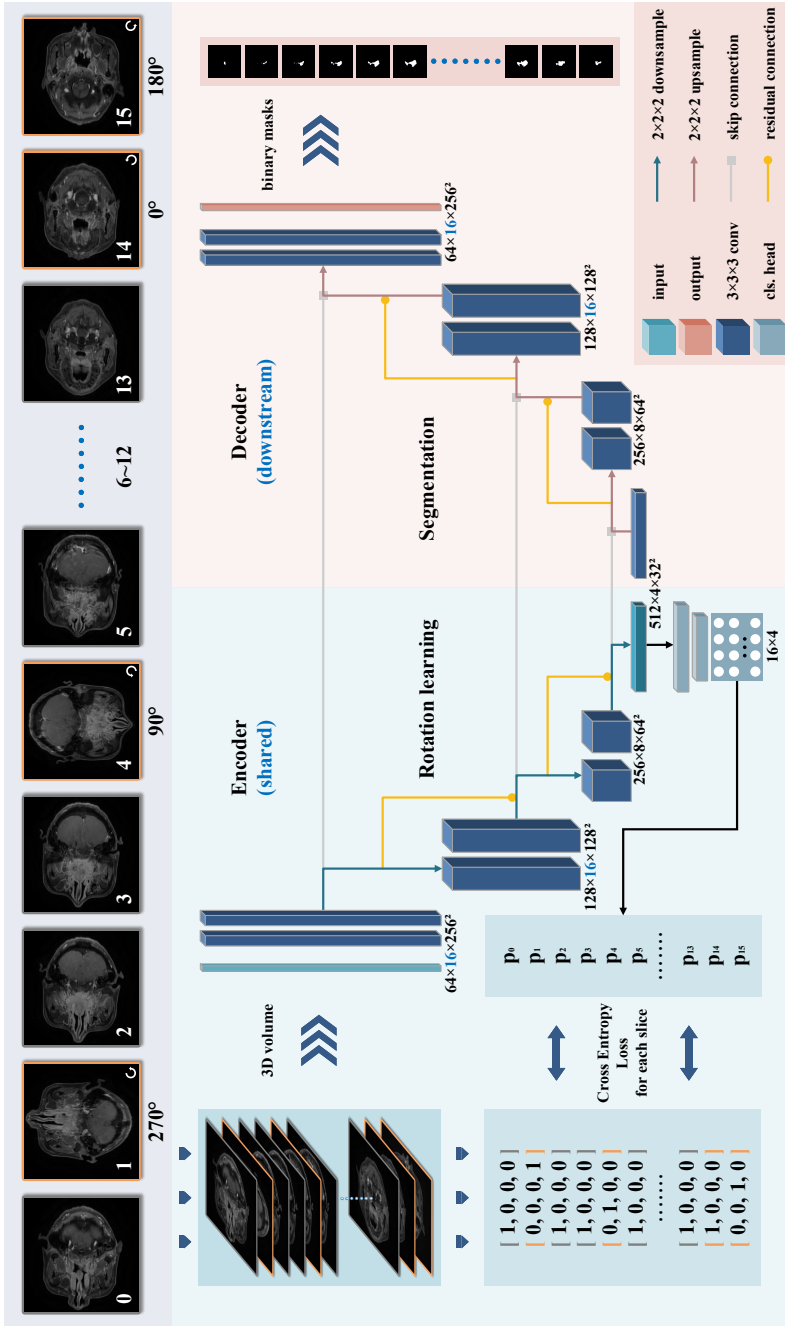 0
1
2
3
4
5
6~12
13
14
15
270°
90°
0°
180°
3D volume
Encoder
(shared)
Rotation learning
Decoder
(downstream)
Segmentation
binary masks
64×16×256²
128×16×128²
256×8×64²
512×4×32²
256×8×64²
128×16×128²
64×16×256²
16×4
[ 1, 0, 0, 0 ]
[ 0, 0, 0, 1 ]
[ 1, 0, 0, 0 ]
[ 1, 0, 0, 0 ]
[ 0, 1, 0, 0 ]
[ 1, 0, 0, 0 ]
[ 1, 0, 0, 0 ]
[ 1, 0, 0, 0 ]
[ 0, 0, 1, 0 ]
Cross Entropy
Loss
for each slice
p₀
p₁
p₂
p₃
p₄
p₅
p₁₃
p₁₄
p₁₅
input
output
3×3×3 conv
cls. head
2×2×2 downsample
2×2×2 upsample
skip connection
residual connection